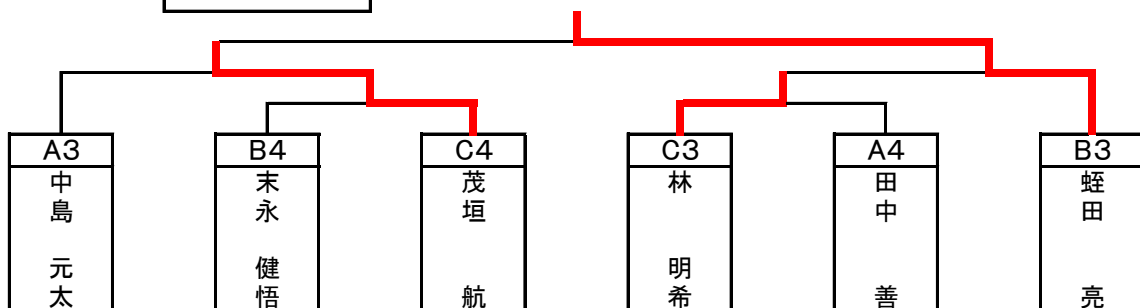 A3
中島 元太
B4
末永 健悟
C4
茂垣 航
C3
林 明希
A4
田中 善
B3
蛭田 亮